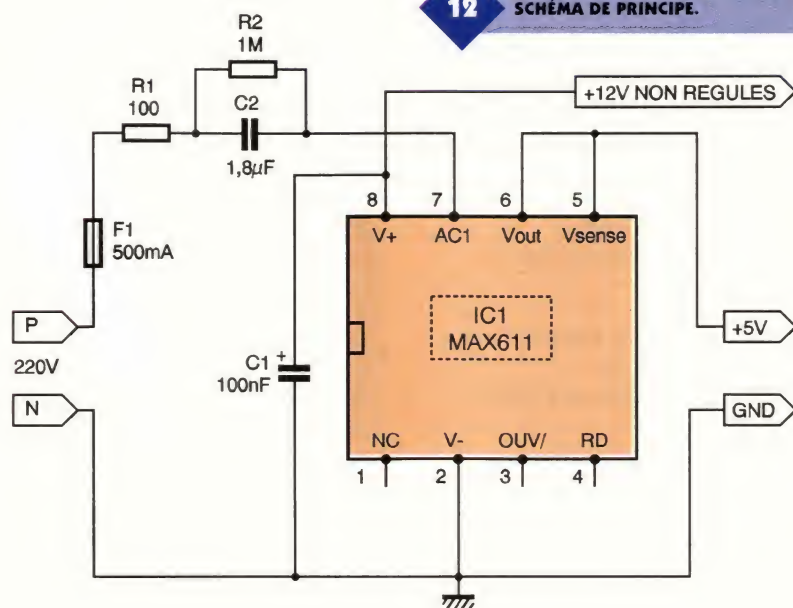 12 SCHÉMA DE PRINCIPE.
R2
1M
R1
100
C2
1,8µF
+12V NON REGULES
8 7 6 5
V+ AC1 Vout Vsense
F1
500mA
IC1
MAX611
P
+5V
220V
C1 +
100nF
N
GND
NC V- OUV/ RD
1 2 3 4